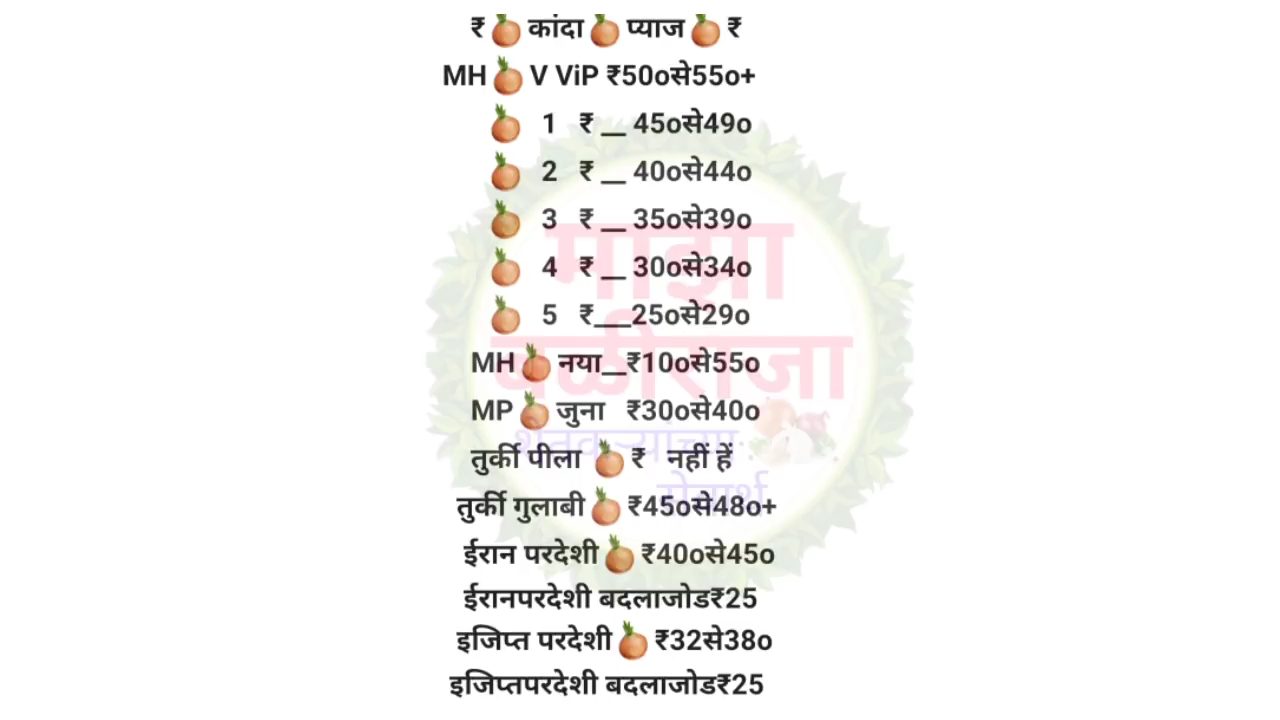 ₹🧅कांदा🧅प्याज🧅₹
MH🧅V ViP ₹50oसे55o+
🧅 1 ₹ __ 45oसे49o
🧅 2 ₹ __ 40oसे44o
🧅 3 ₹ __ 35oसे39o
🧅 4 ₹ __ 30oसे34o
🧅 5 ₹___25oसे29o
MH🧅नया__₹10oसे55o
MP🧅जुना ₹30oसे40o
तुर्की पीला 🧅₹ नहीं हें
तुर्की गुलाबी 🧅₹45oसे48o+
ईरान परदेशी🧅₹40oसे45o
ईरानपरदेशी बदलाजोड₹25
इजिप्त परदेशी🧅₹32से38o
इजिप्तपरदेशी बदलाजोड₹25
माझा
बळीराजा